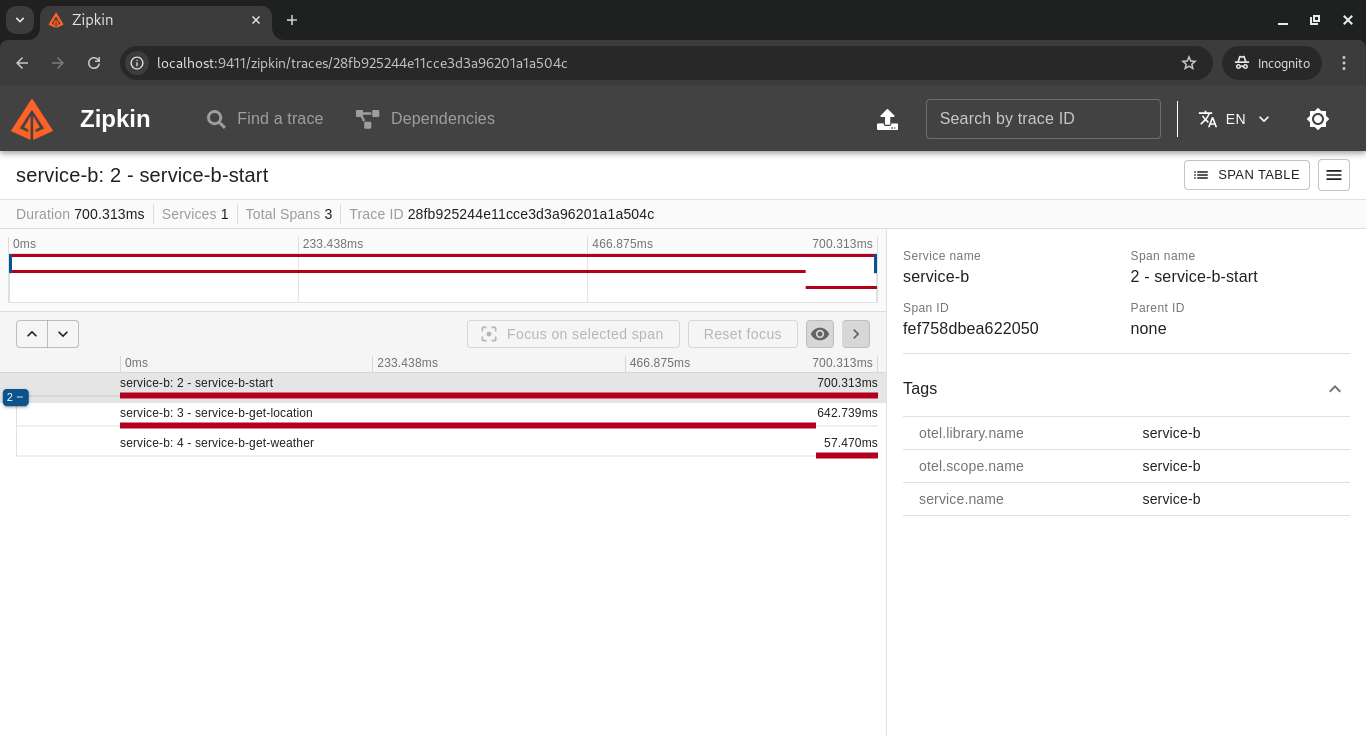 Zipkin
localhost:9411/zipkin/traces/28fb925244e11cce3d3a96201a1a504c
Incognito
Zipkin
Find a trace
Dependencies
Search by trace ID
EN
service-b: 2 - service-b-start
SPAN TABLE
Duration 700.313ms
Services 1
Total Spans 3
Trace ID 28fb925244e11cce3d3a96201a1a504c
0ms 233.438ms 466.875ms 700.313ms
Focus on selected span
Reset focus
0ms 233.438ms 466.875ms 700.313ms
service-b: 2 - service-b-start 700.313ms
2 −
service-b: 3 - service-b-get-location 642.739ms
service-b: 4 - service-b-get-weather 57.470ms
Service name
service-b
Span name
2 - service-b-start
Span ID
fef758dbea622050
Parent ID
none
Tags
otel.library.name service-b
otel.scope.name service-b
service.name service-b